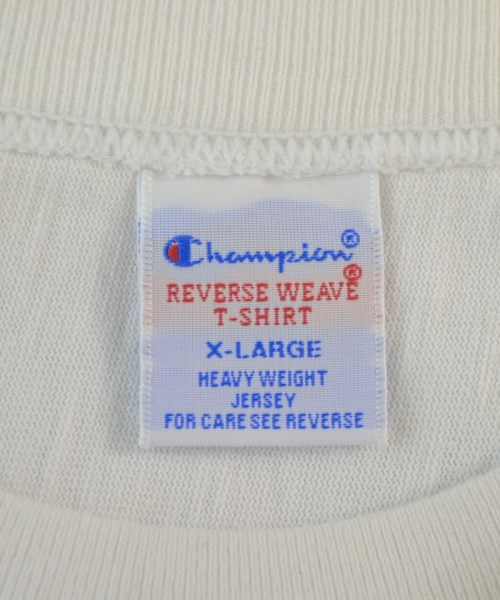 Champion®
REVERSE WEAVE®
T-SHIRT
X-LARGE
HEAVY WEIGHT
JERSEY
FOR CARE SEE REVERSE